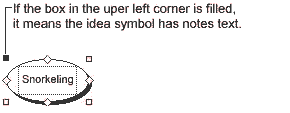 If the box in the uper left corner is filled,
it means the idea symbol has notes text.
Snorkeling